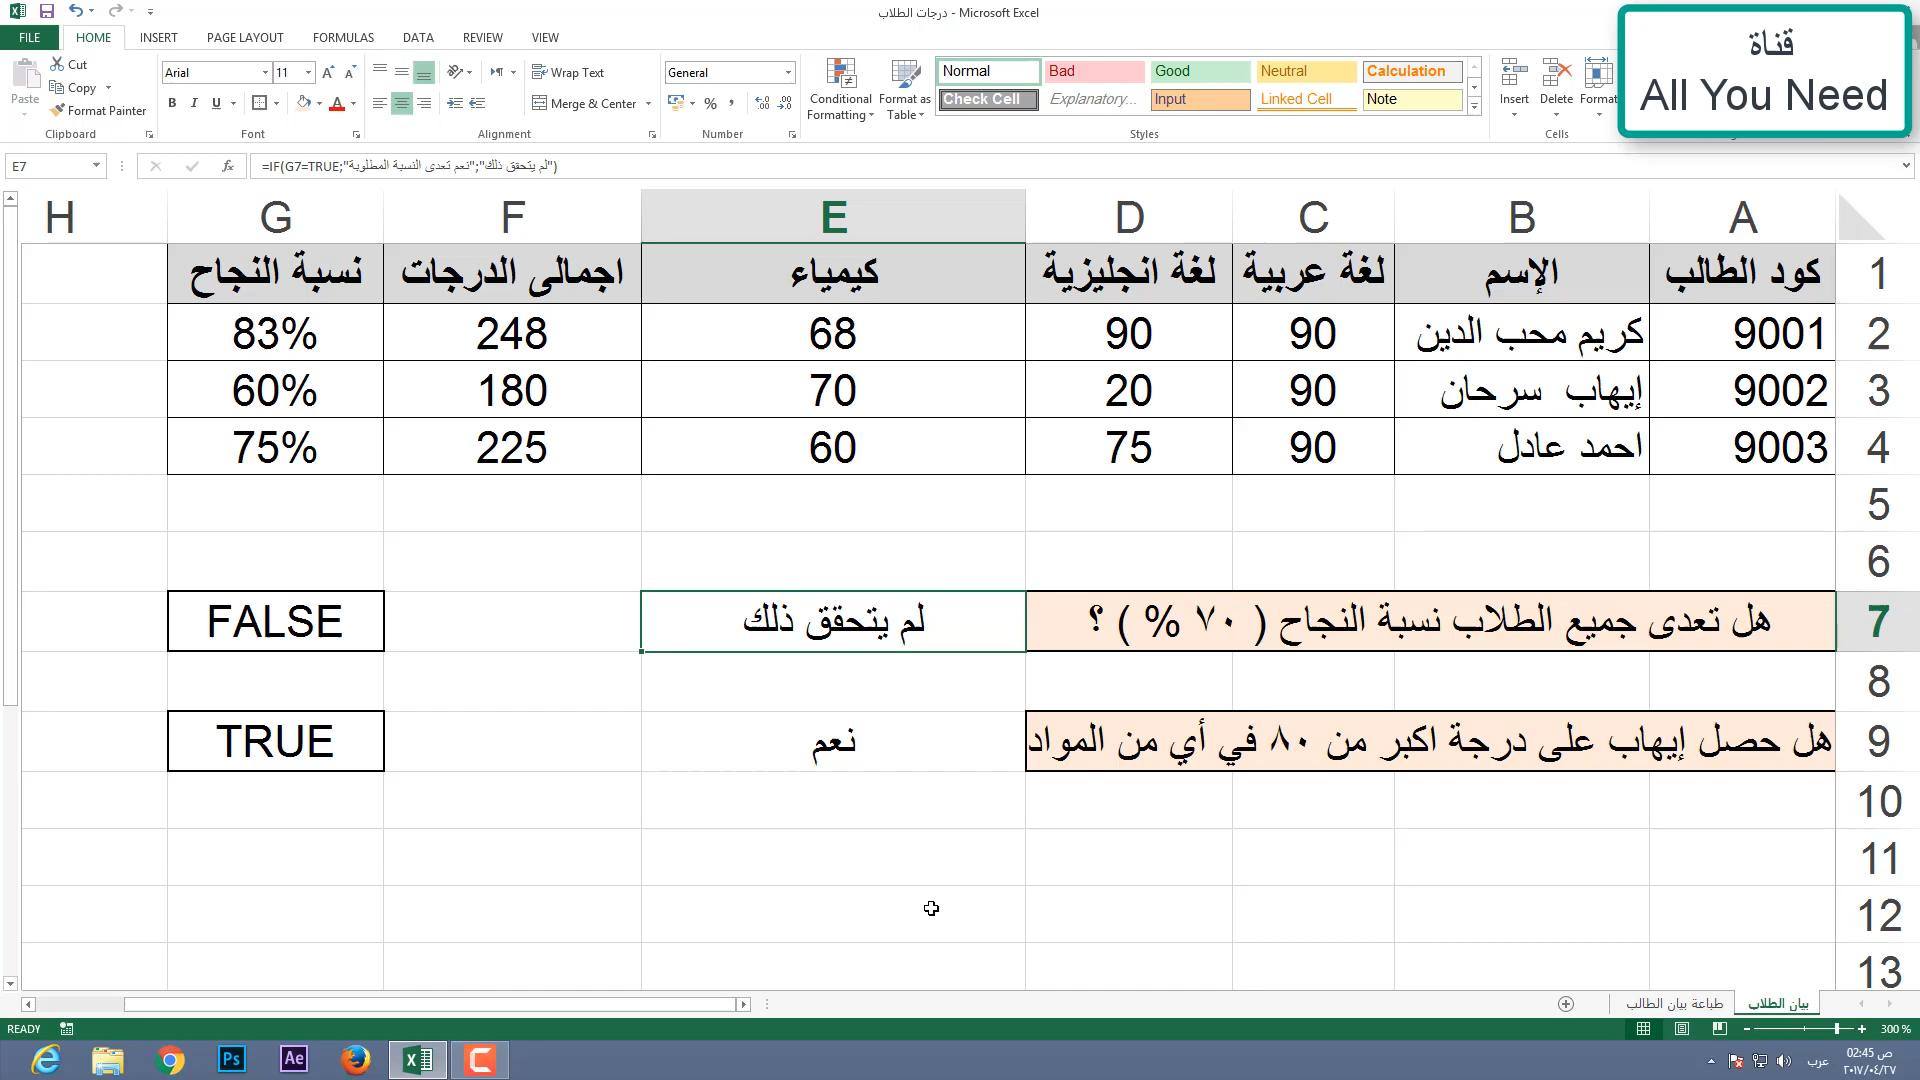 درجات الطلاب - Microsoft Excel
قناة
All You Need
FILE HOME INSERT PAGE LAYOUT FORMULAS DATA REVIEW VIEW
Paste Cut Copy Format Painter
Arial 11
B I U
Wrap Text
Merge & Center
General
% ,
Conditional Formatting
Format as Table
Normal Bad Good Neutral Calculation
Check Cell Explanatory... Input Linked Cell Note
Insert Delete Format
Clipboard Font Alignment Number Styles Cells
E7 fx =IF(G7=TRUE;"نعم تعدى النسبة المطلوبة";"لم يتحقق ذلك")
A B C D E F G H
1 كود الطالب الإسم لغة عربية لغة انجليزية كيمياء اجمالى الدرجات نسبة النجاح
2 9001 كريم محب الدين 90 90 68 248 83%
3 9002 إيهاب سرحان 90 20 70 180 60%
4 9003 احمد عادل 90 75 60 225 75%
5
6
7 هل تعدى جميع الطلاب نسبة النجاح ( ٧٠ % ) ؟ لم يتحقق ذلك FALSE
8
9 هل حصل إيهاب على درجة اكبر من ٨٠ في أي من المواد نعم TRUE
10
11
12
13
بيان الطلاب طباعة بيان الطالب
READY 300 %
Ps Ae
عرب
02:45 ص
٢٠١٧/٠٤/٢٧